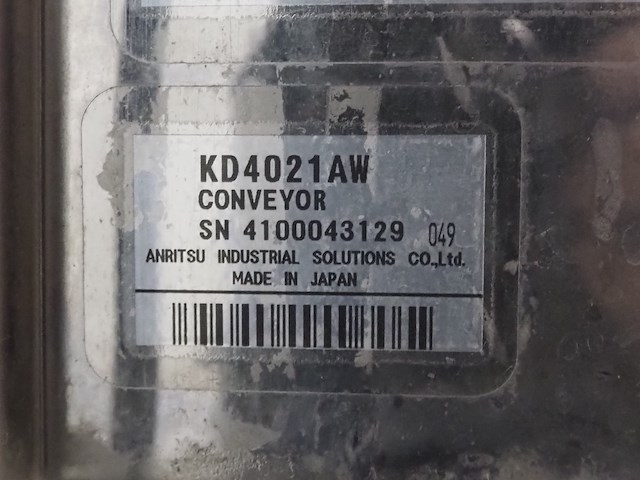 KD4021AW
CONVEYOR
SN 4100043129 049
ANRITSU INDUSTRIAL SOLUTIONS CO.,Ltd.
MADE IN JAPAN